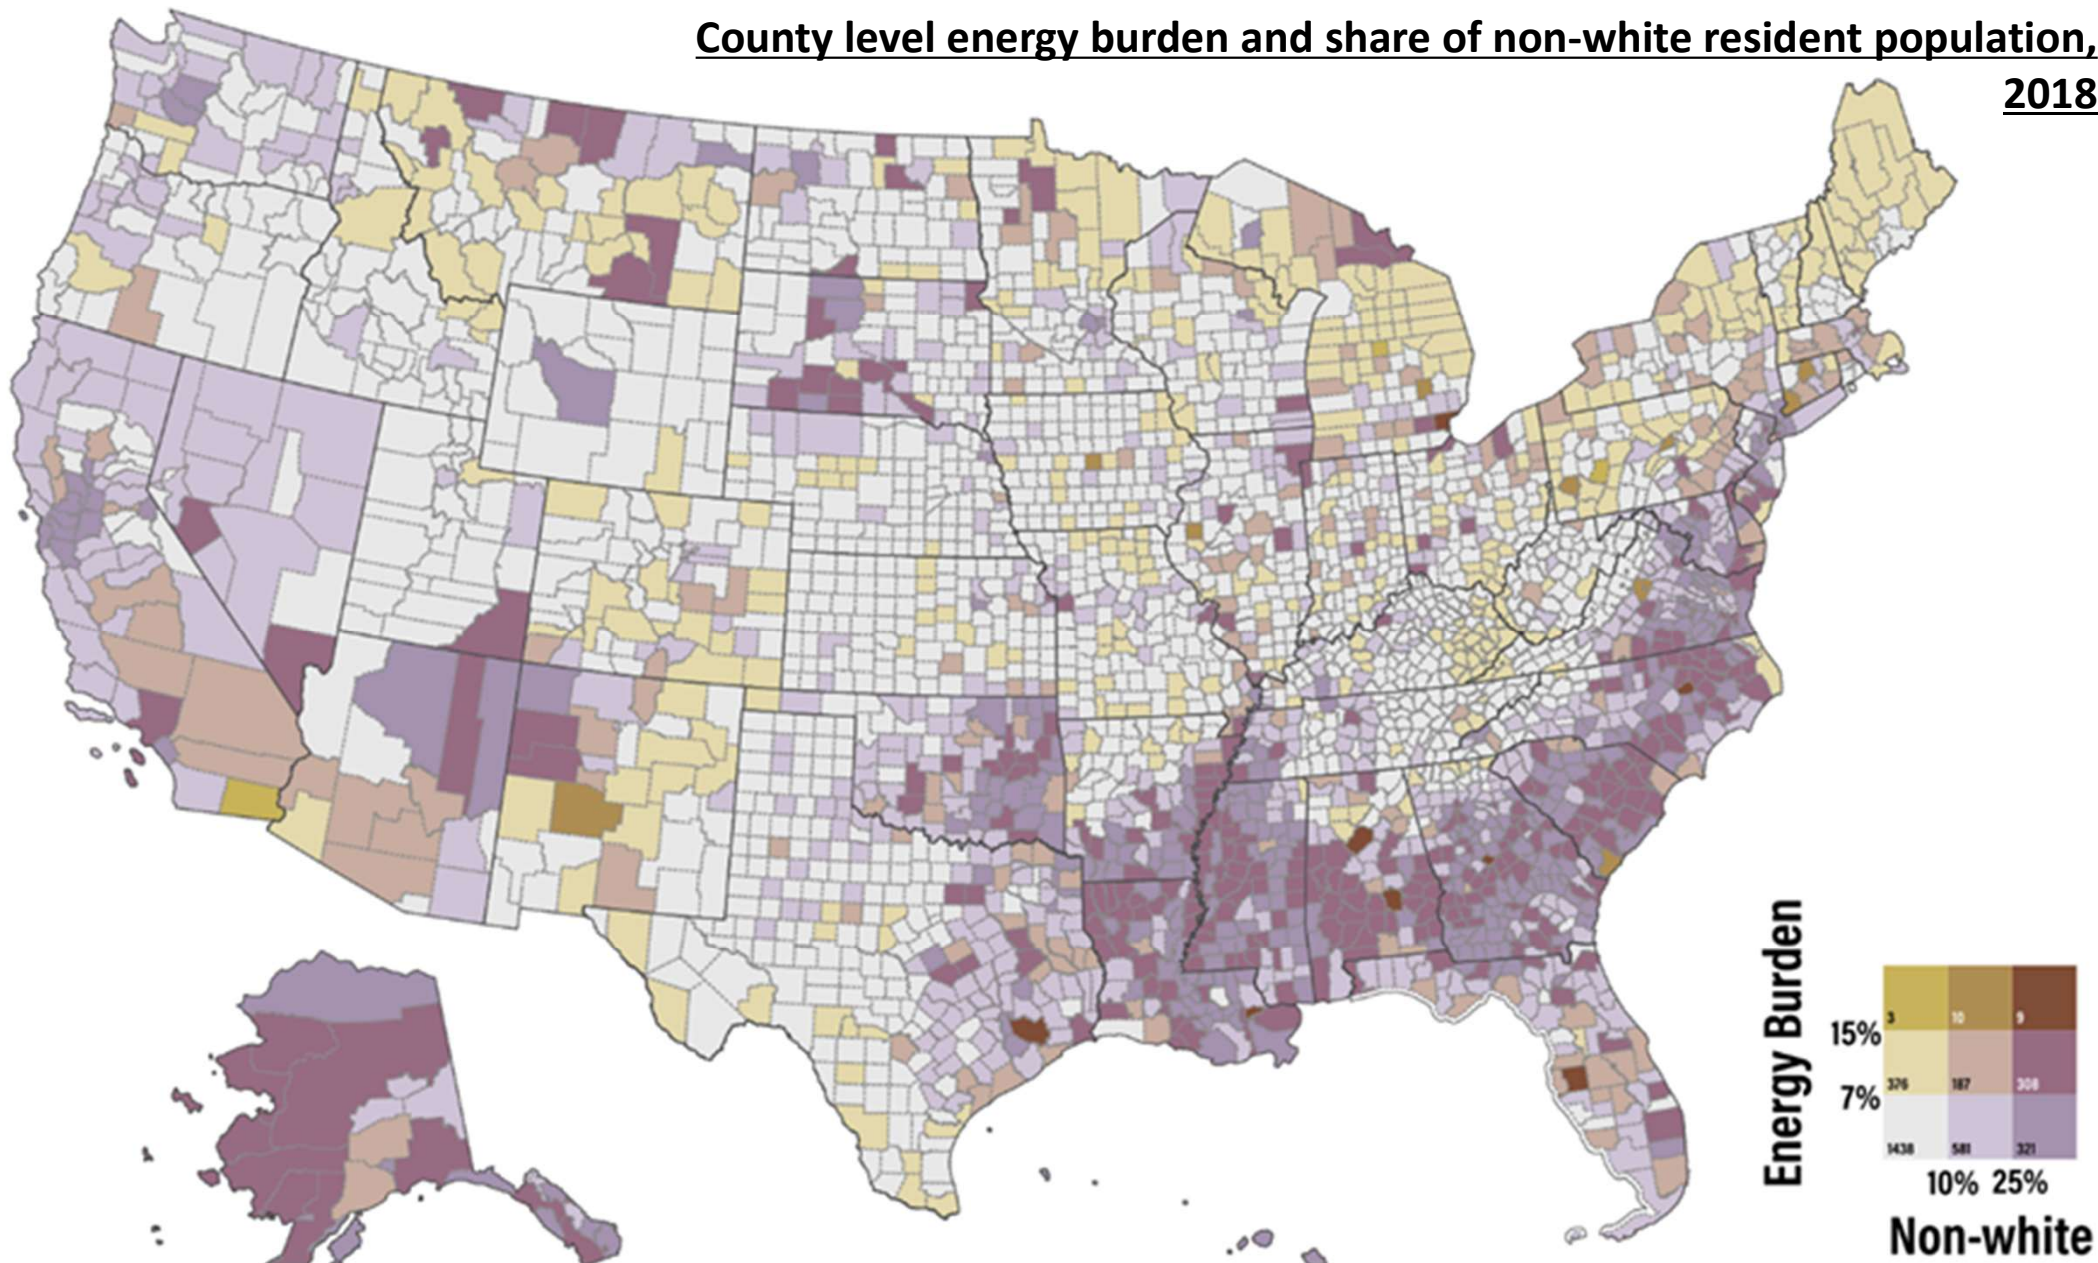 County level energy burden and share of non-white resident population,
2018
Energy Burden
15%
7%
3 10 9
376 187 308
1438 581 321
10% 25%
Non-white